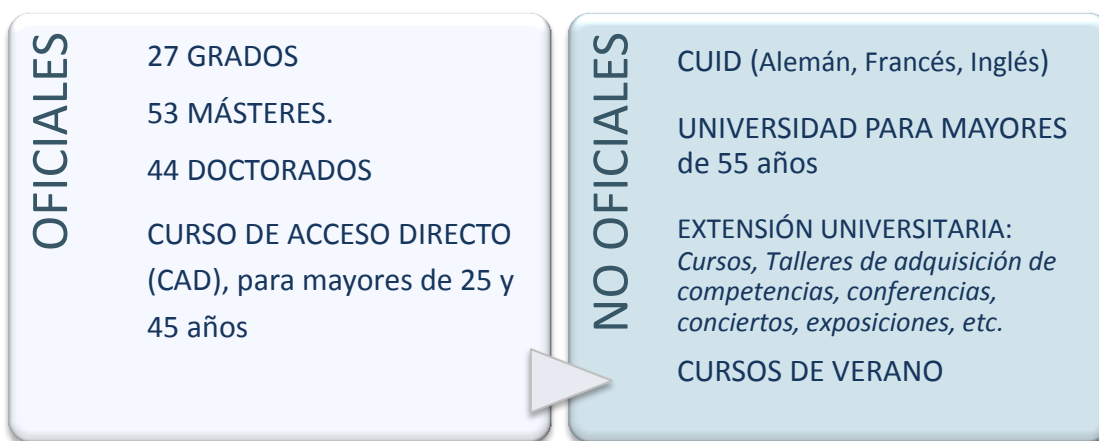 OFICIALES
27 GRADOS
53 MÁSTERES.
44 DOCTORADOS
CURSO DE ACCESO DIRECTO
(CAD), para mayores de 25 y
45 años
NO OFICIALES
CUID (Alemán, Francés, Inglés)
UNIVERSIDAD PARA MAYORES
de 55 años
EXTENSIÓN UNIVERSITARIA:
Cursos, Talleres de adquisición de
competencias, conferencias,
conciertos, exposiciones, etc.
CURSOS DE VERANO